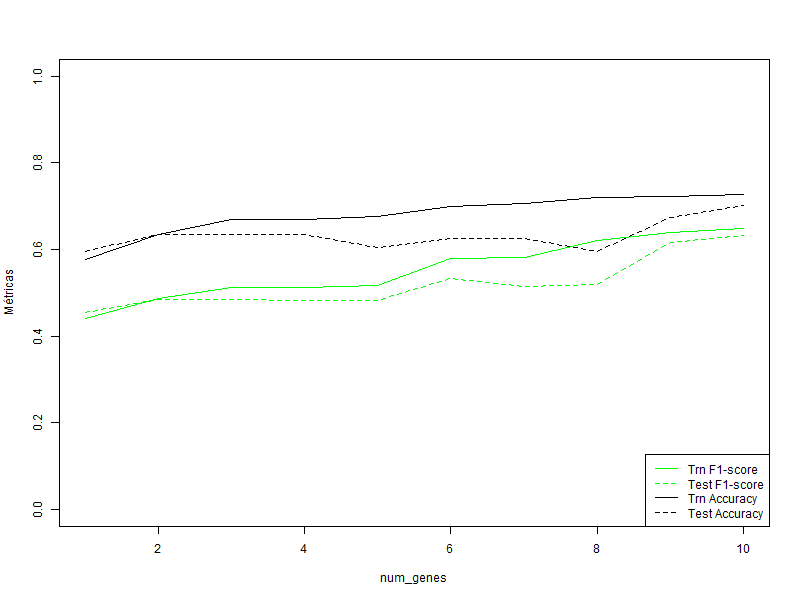 1.0
0.8
0.6
0.4
0.2
0.0
Métricas
2
4
6
8
10
num_genes
Trn F1-score
Test F1-score
Trn Accuracy
Test Accuracy